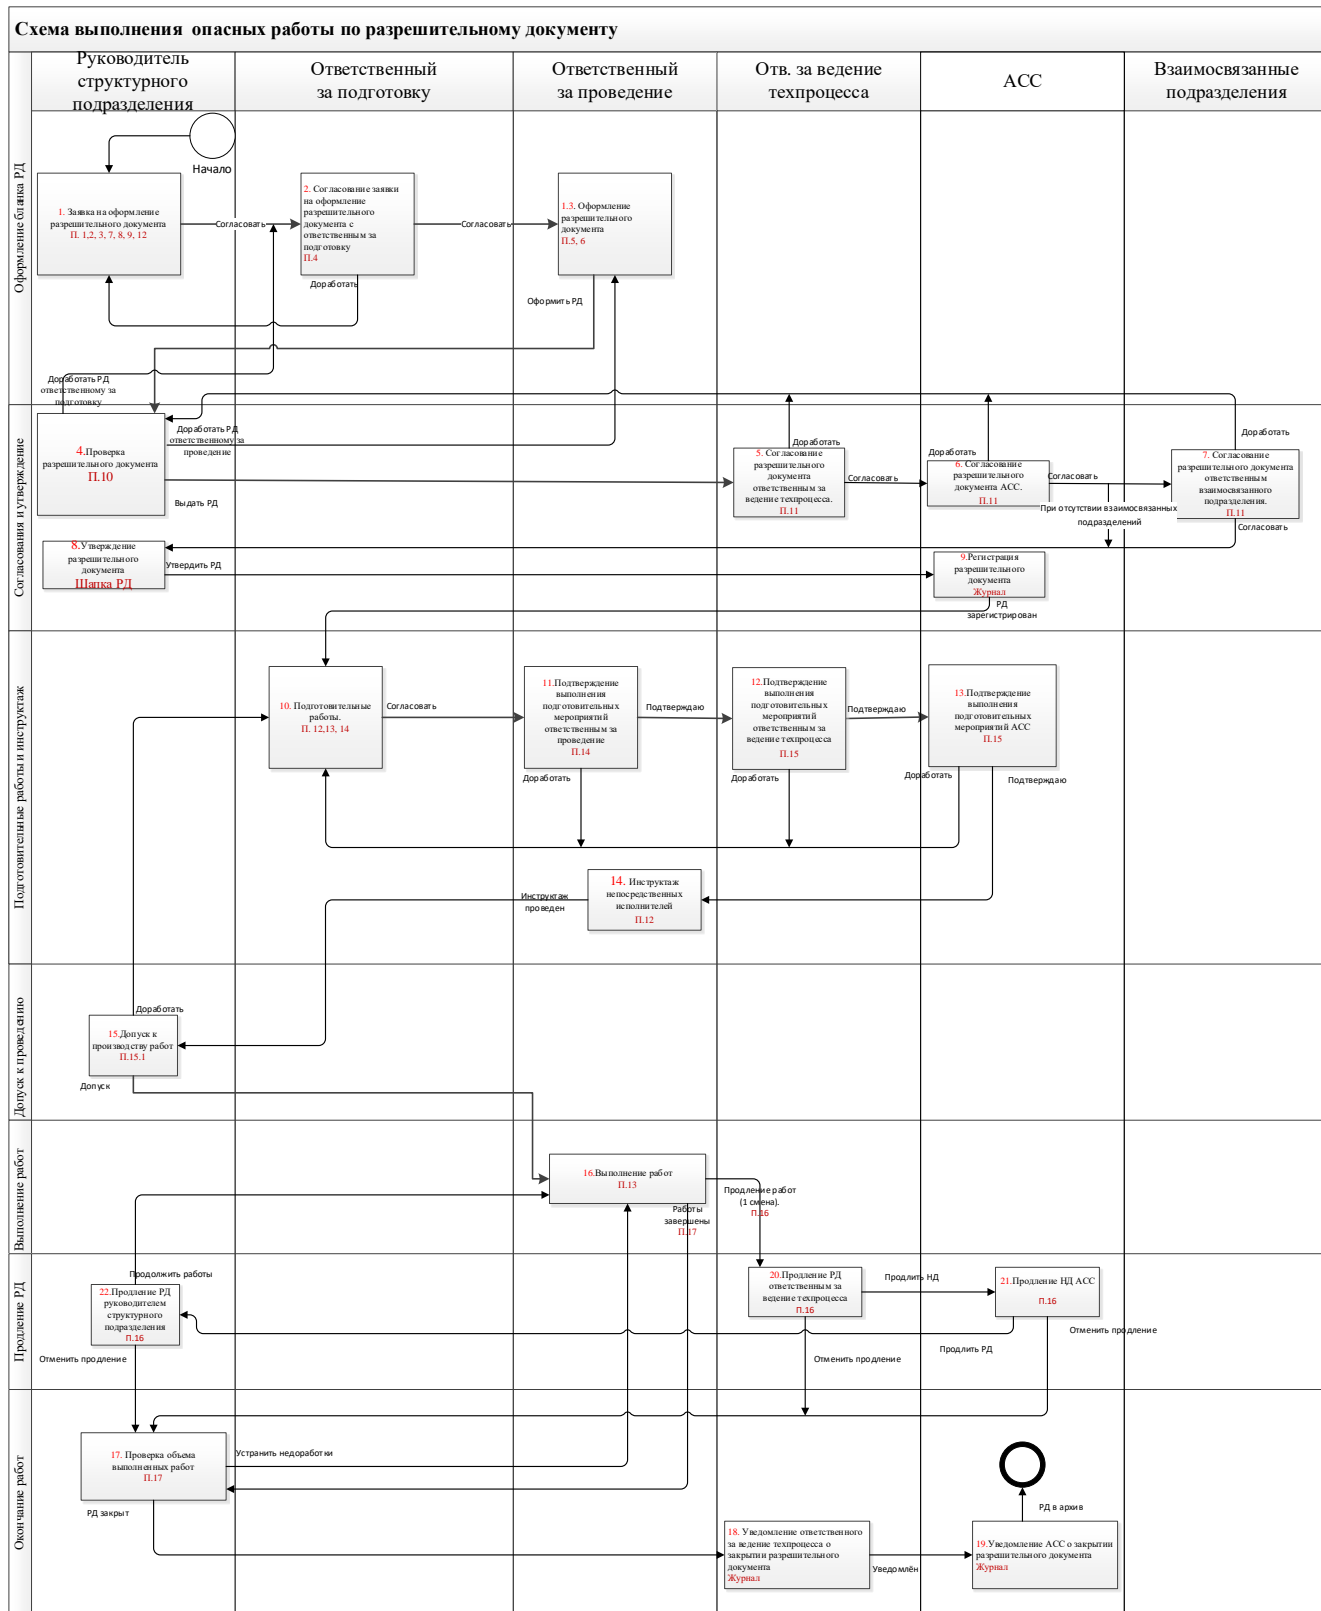 Схема выполнения опасных работы по разрешительному документу
Руководитель
структурного
подразделения
Ответственный
за подготовку
Ответственный
за проведение
Отв. за ведение
техпроцесса
АСС
Взаимосвязанные
подразделения
Оформление бланка РД
Начало
1. Заявка на оформление
разрешительного документа
П. 1,2, 3, 7, 8, 9, 12
Согласовать
2. Согласование заявки
на оформление
разрешительного
документа с
ответственным за
подготовку
П.4
Согласовать
1.3. Оформление
разрешительного
документа
П.5, 6
Доработать
Оформить РД
Доработать РД
ответственному за
подготовку
Согласования и утверждение
4.Проверка
разрешительного документа
П.10
Доработать РД
ответственному за
проведение
Выдать РД
Доработать
5. Согласование
разрешительного
документа
ответственным за
ведение техпроцесса.
П.11
Согласовать
Доработать
6. Согласование
разрешительного
документа АСС.
П.11
Согласовать
При отсутствии взаимосвязанных
подразделений
Доработать
7. Согласование
разрешительного документа
ответственным
взаимосвязанного
подразделения.
П.11
Согласовать
8.Утверждение
разрешительного
документа
Шапка РД
Утвердить РД
9.Регистрация
разрешительного
документа
Журнал
РД
зарегистрирован
Подготовительные работы и инструктаж
10. Подготовительные
работы.
П. 12,13, 14
Согласовать
11.Подтверждение
выполнения
подготовительных
мероприятий
ответственным за
проведение
П.14
Подтверждаю
12.Подтверждение
выполнения
подготовительных
мероприятий
ответственным за
ведение техпроцесса
П.15
Подтверждаю
13.Подтверждение
выполнения
подготовительных
мероприятий АСС
П.15
Доработать
Доработать
Доработать
Подтверждаю
Инструктаж
проведен
14. Инструктаж
непосредственных
исполнителей
П.12
Допуск к проведению
Доработать
15.Допуск к
производству работ
П.15.1
Допуск
Выполнение работ
16.Выполнение работ
П.13
Продление работ
(1 смена).
П.16
Работы
завершены
П.17
Продление РД
Продолжить работы
22.Продление РД
руководителем
структурного
подразделения
П.16
Отменить продление
20.Продление РД
ответственным за
ведение техпроцесса
П.16
Продлить НД
21.Продление НД АСС
П.16
Отменить продление
Продлить РД
Отменить продление
Окончание работ
17. Проверка объема
выполненных работ
П.17
Устранить недоработки
РД закрыт
18. Уведомление ответственного
за ведение техпроцесса о
закрытии разрешительного
документа
Журнал
Уведомлён
РД в архив
19.Уведомление АСС о закрытии
разрешительного документа
Журнал